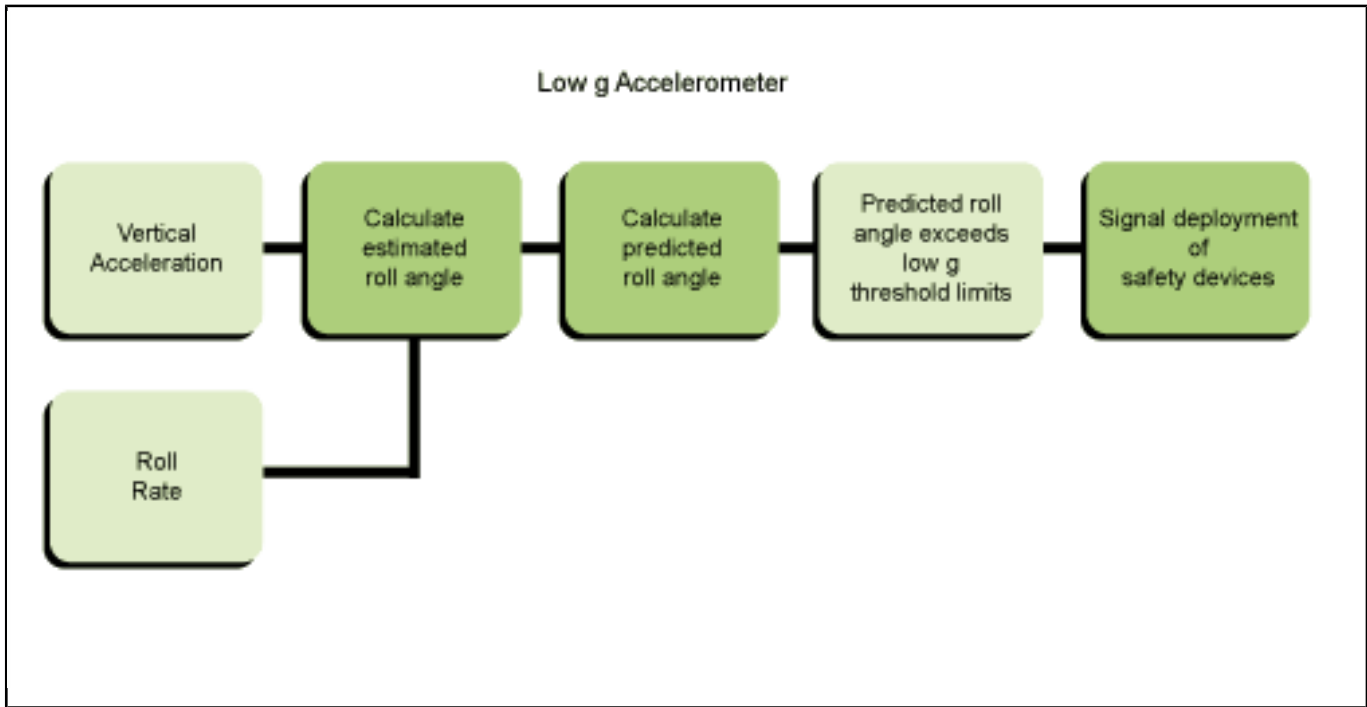 Low g Accelerometer
Vertical
Acceleration
Calculate
estimated
roll angle
Calculate
predicted
roll angle
Predicted roll
angle exceeds
low g
threshold limits
Signal deployment
of
safety devices
Roll
Rate